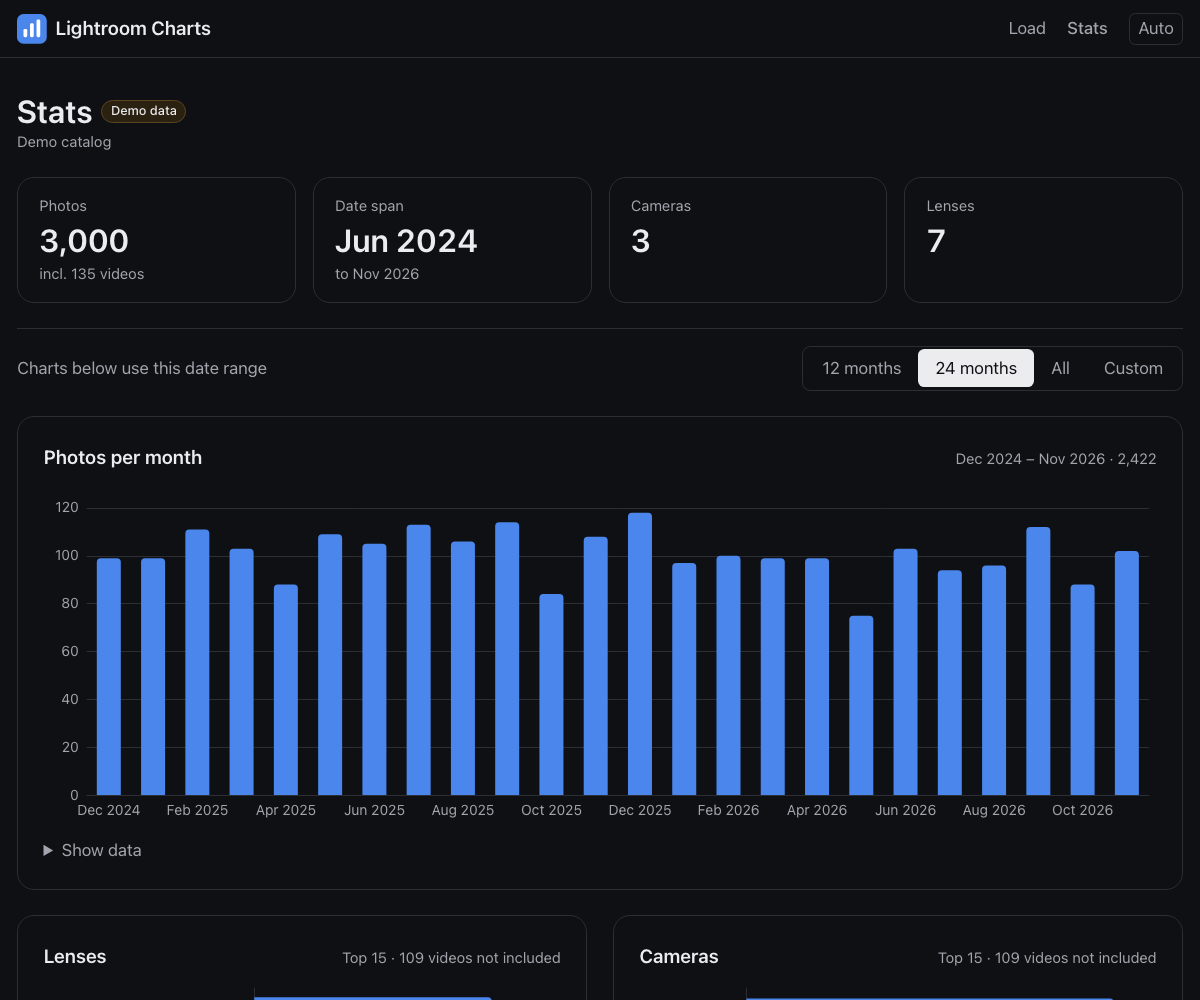 Lightroom Charts
Load Stats Auto
Stats Demo data
Demo catalog
Photos
3,000
incl. 135 videos
Date span
Jun 2024
to Nov 2026
Cameras
3
Lenses
7
Charts below use this date range
12 months 24 months All Custom
Photos per month
Dec 2024 – Nov 2026 · 2,422
120
100
80
60
40
20
0
Dec 2024 Feb 2025 Apr 2025 Jun 2025 Aug 2025 Oct 2025 Dec 2025 Feb 2026 Apr 2026 Jun 2026 Aug 2026 Oct 2026
Show data
Lenses
Top 15 · 109 videos not included
Cameras
Top 15 · 109 videos not included